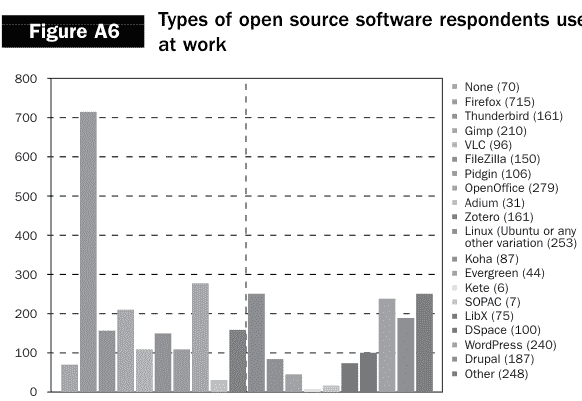 Figure A6
Types of open source software respondents use
at work
800
700
600
500
400
300
200
100
0
None (70)
Firefox (715)
Thunderbird (161)
Gimp (210)
VLC (96)
FileZilla (150)
Pidgin (106)
OpenOffice (279)
Adium (31)
Zotero (161)
Linux (Ubuntu or any
other variation (253)
Koha (87)
Evergreen (44)
Kete (6)
SOPAC (7)
LibX (75)
DSpace (100)
WordPress (240)
Drupal (187)
Other (248)